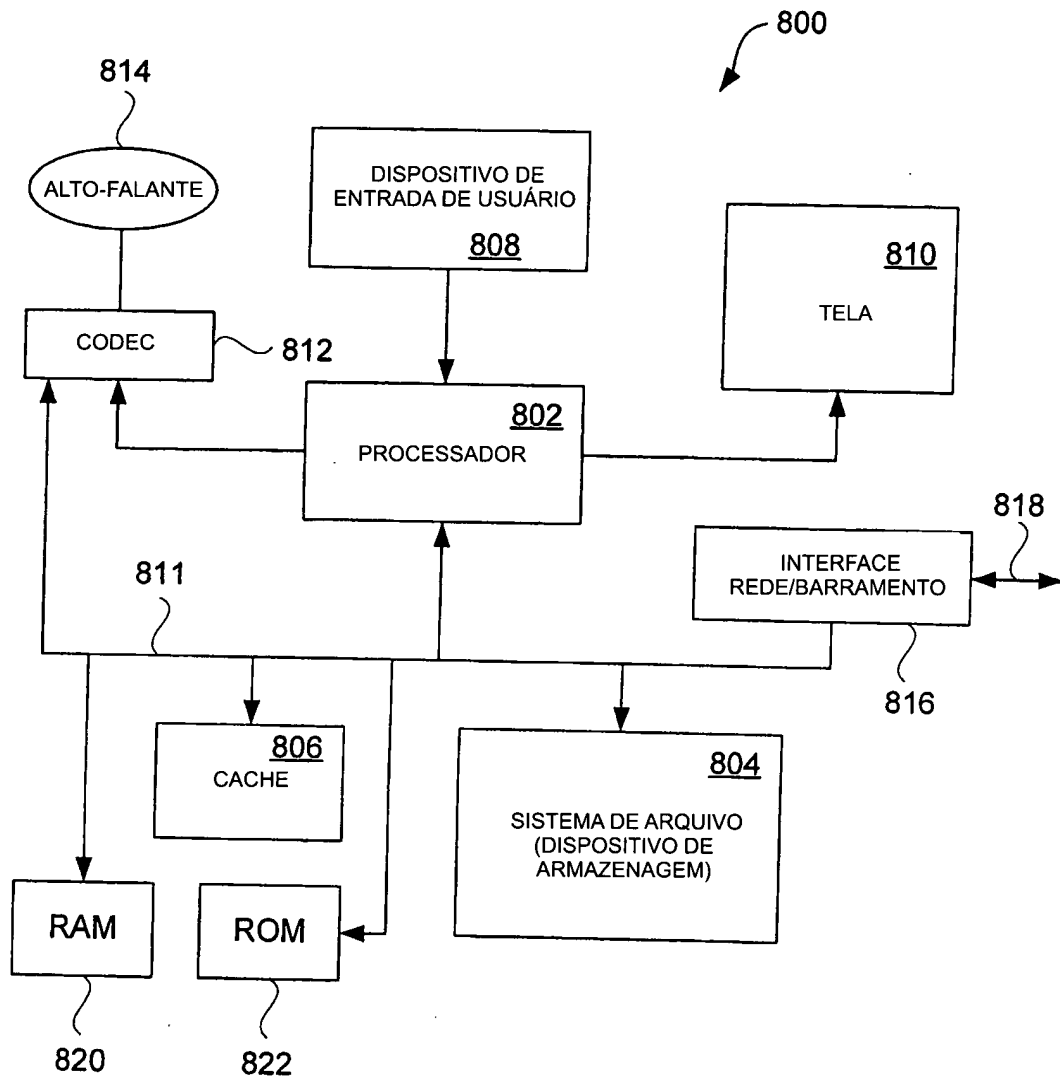 800
814
ALTO-FALANTE
DISPOSITIVO DE
ENTRADA DE USUÁRIO
808
810
TELA
CODEC
812
802
PROCESSADOR
818
INTERFACE
REDE/BARRAMENTO
811
816
806
CACHE
804
SISTEMA DE ARQUIVO
(DISPOSITIVO DE
ARMAZENAGEM)
RAM
ROM
820
822